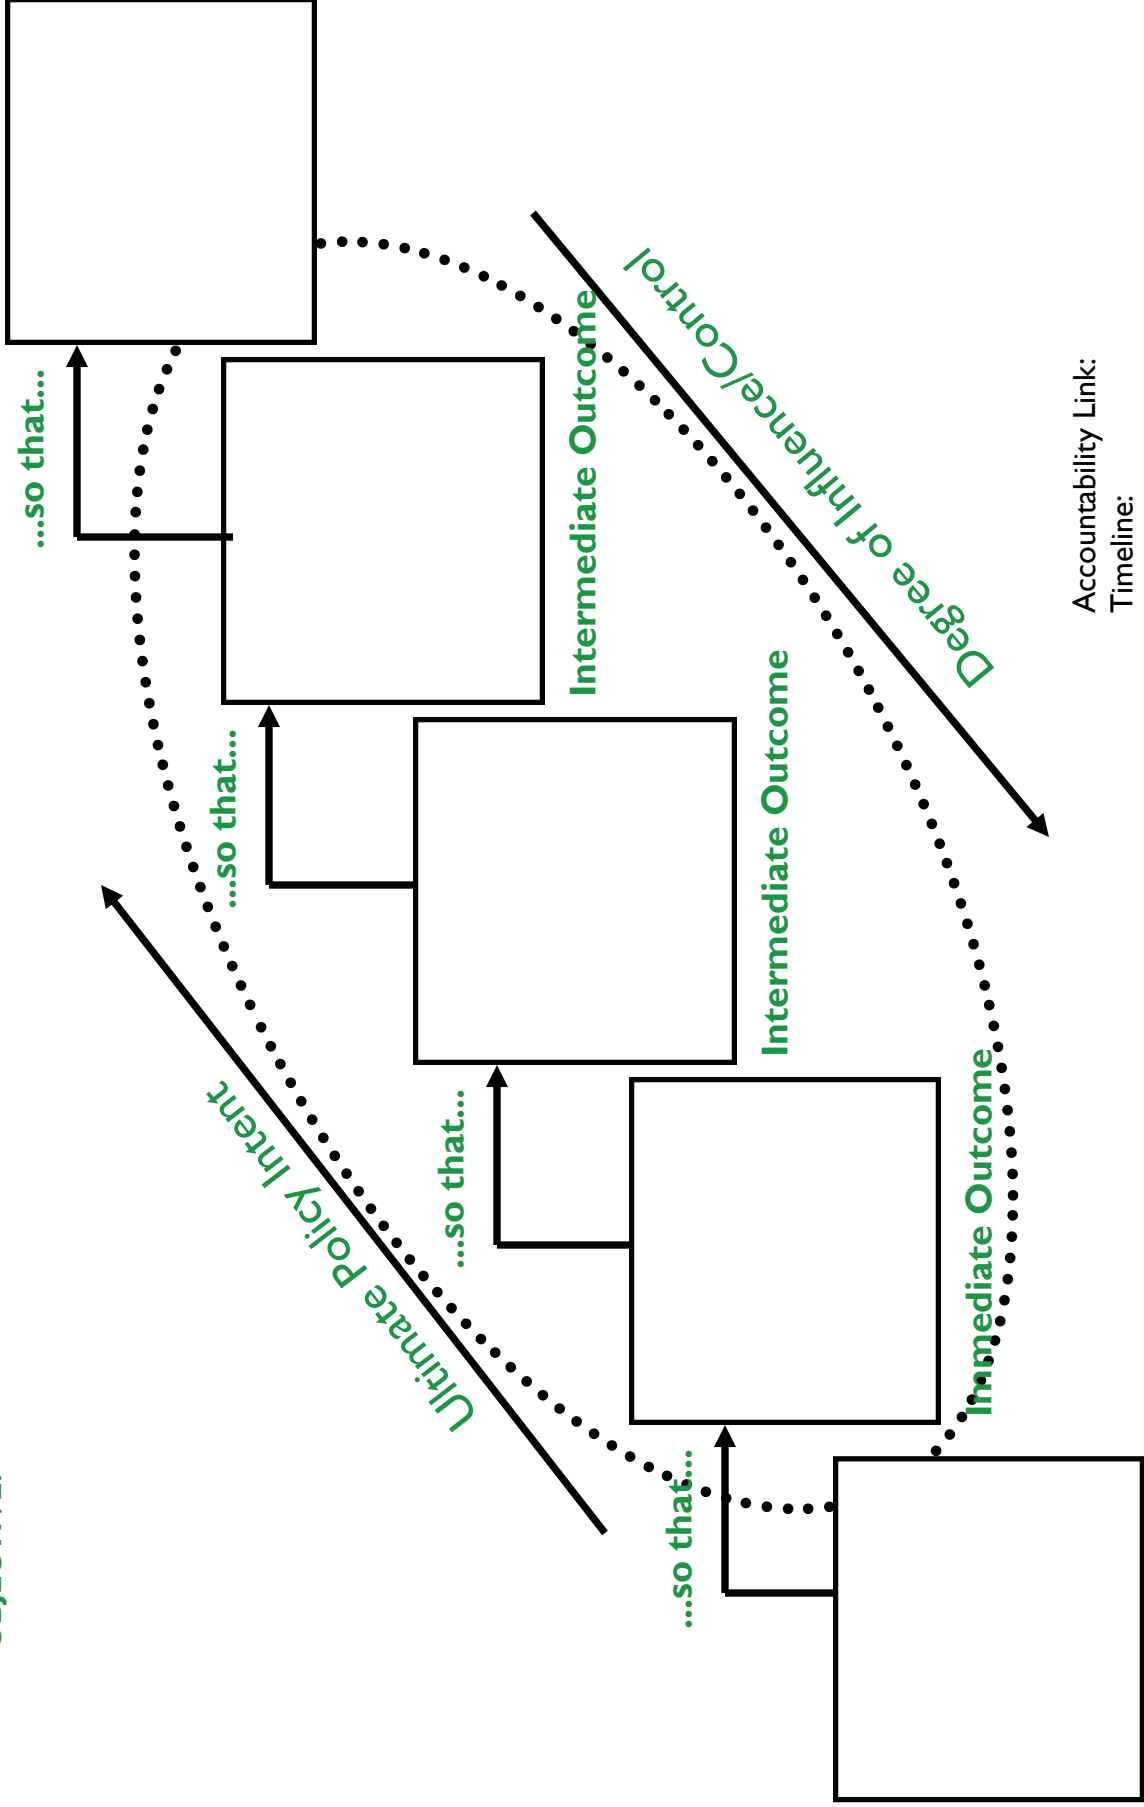 ...so that...
Intermediate Outcome
...so that...
Intermediate Outcome
...so that...
Immediate Outcome
...so that...
Ultimate Policy Intent
Degree of Influence/Control
Accountability Link:
Timeline: